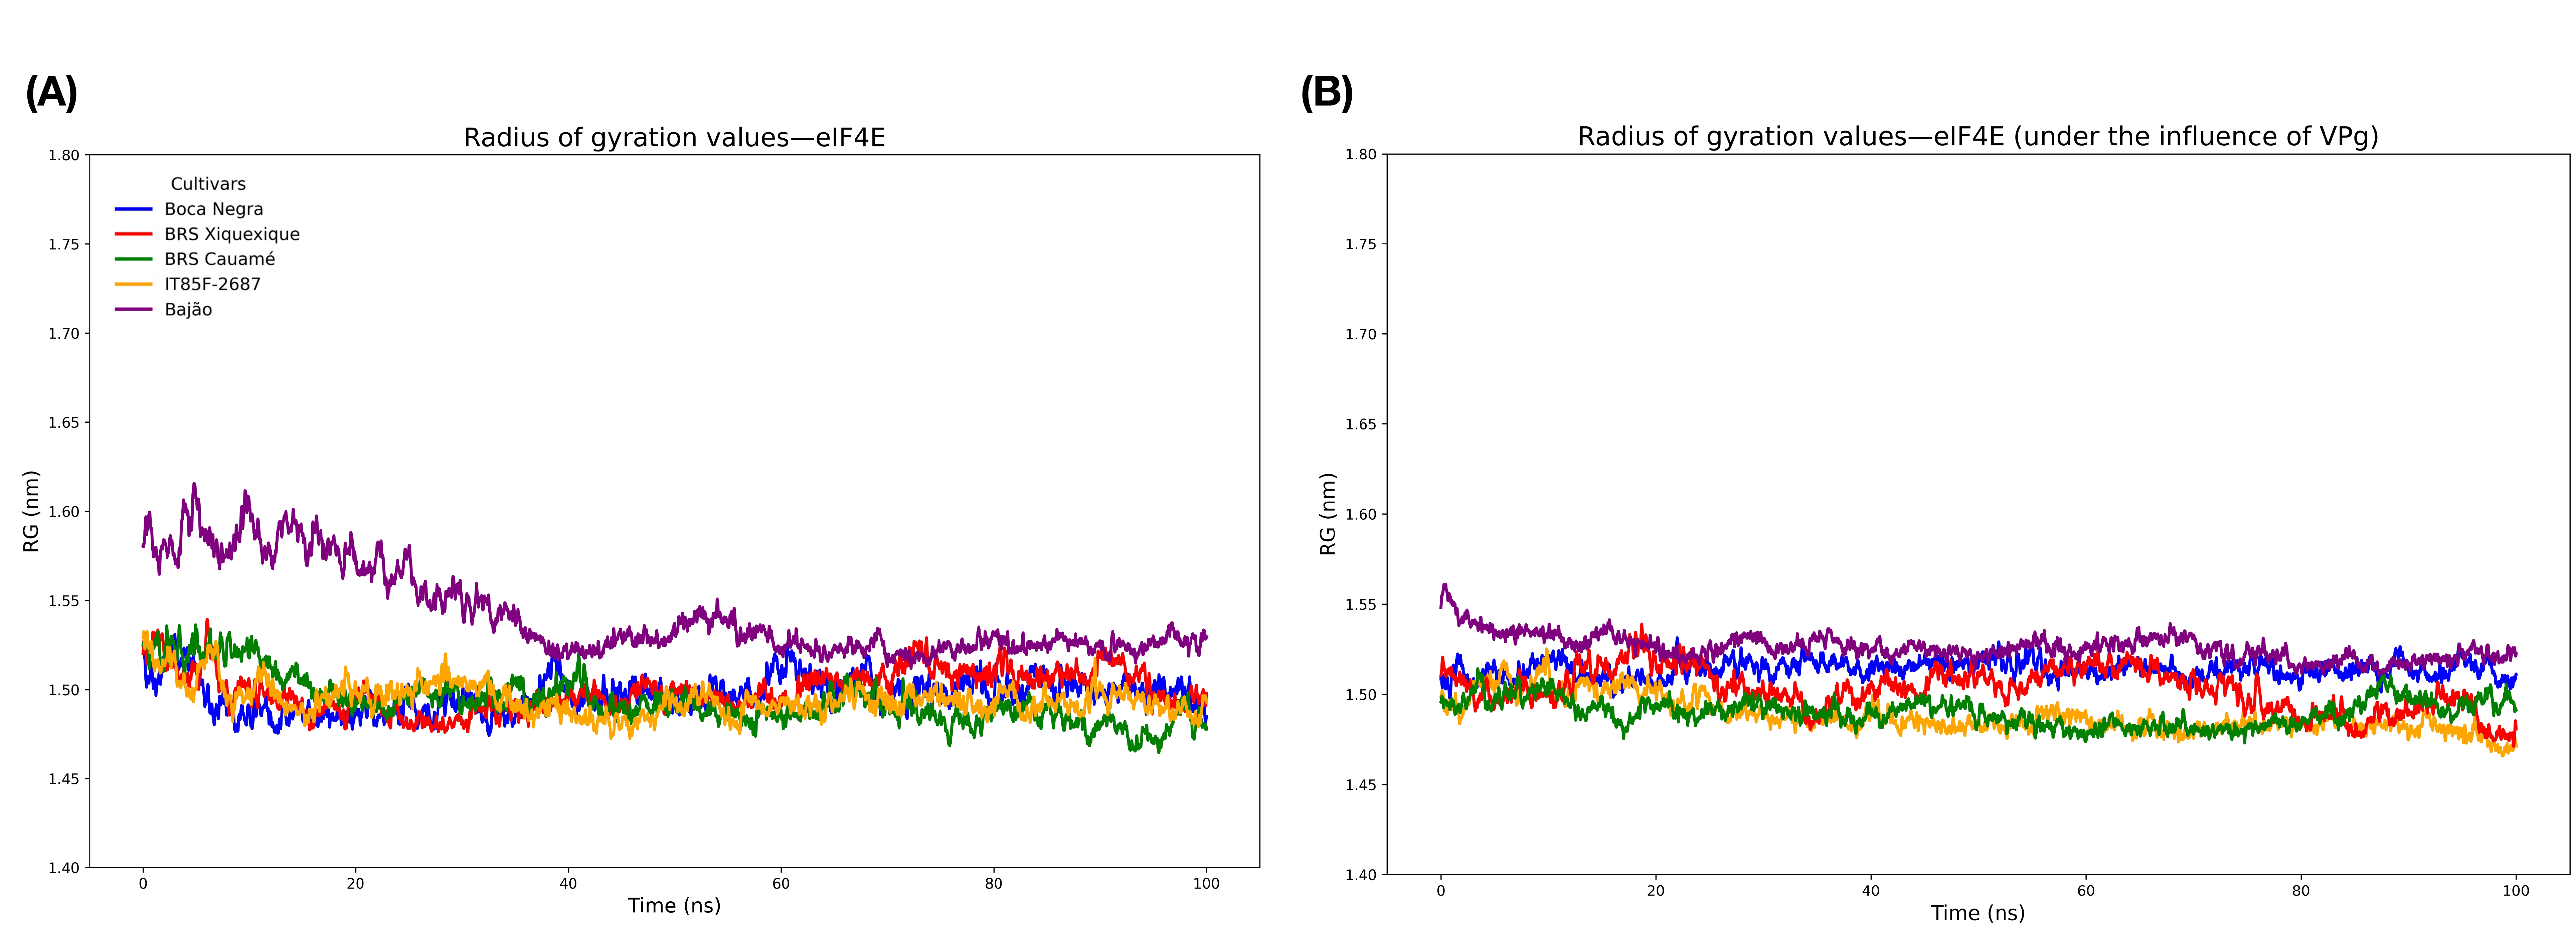 (A)
Radius of gyration values—eIF4E
1.80
1.75
1.70
1.65
1.60
1.55
1.50
1.45
1.40
RG (nm)
Cultivars
Boca Negra
BRS Xiquexique
BRS Cauamé
IT85F-2687
Bajão
0 20 40 60 80 100
Time (ns)
(B)
Radius of gyration values—eIF4E (under the influence of VPg)
1.80
1.75
1.70
1.65
1.60
1.55
1.50
1.45
1.40
RG (nm)
0 20 40 60 80 100
Time (ns)